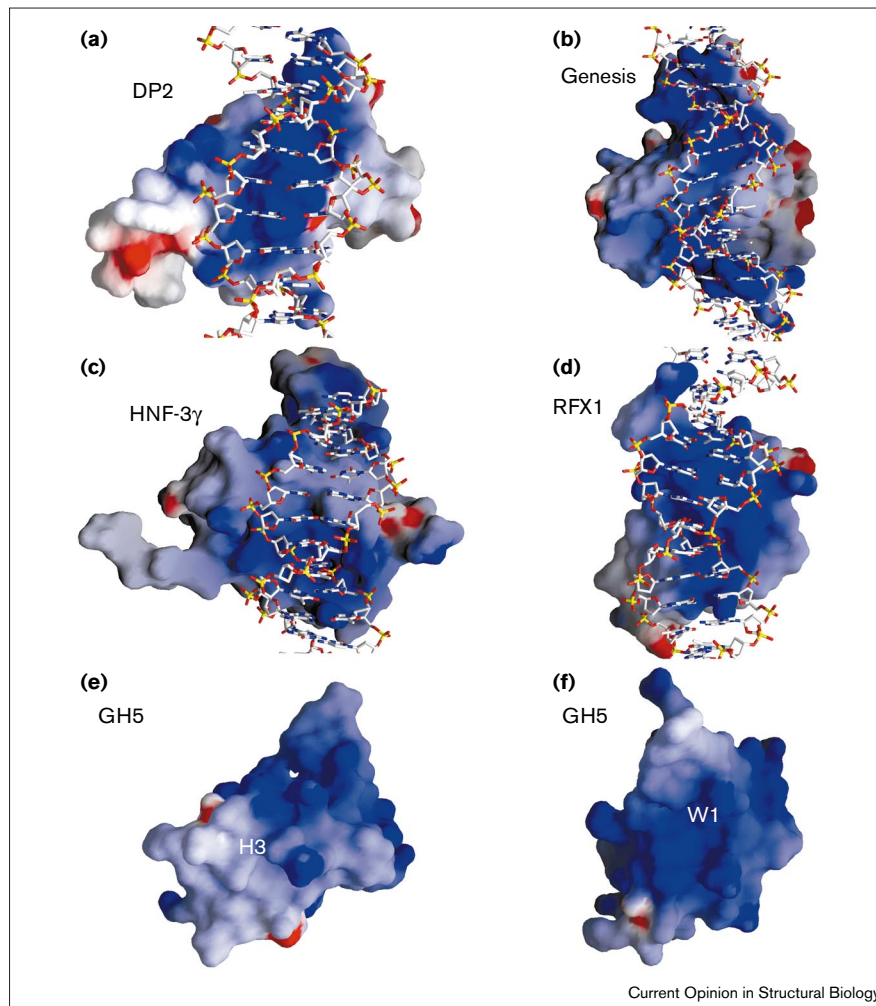 (a)
DP2
(b)
Genesis
(c)
HNF-3γ
(d)
RFX1
(e)
GH5
H3
(f)
GH5
W1
Current Opinion in Structural Biology